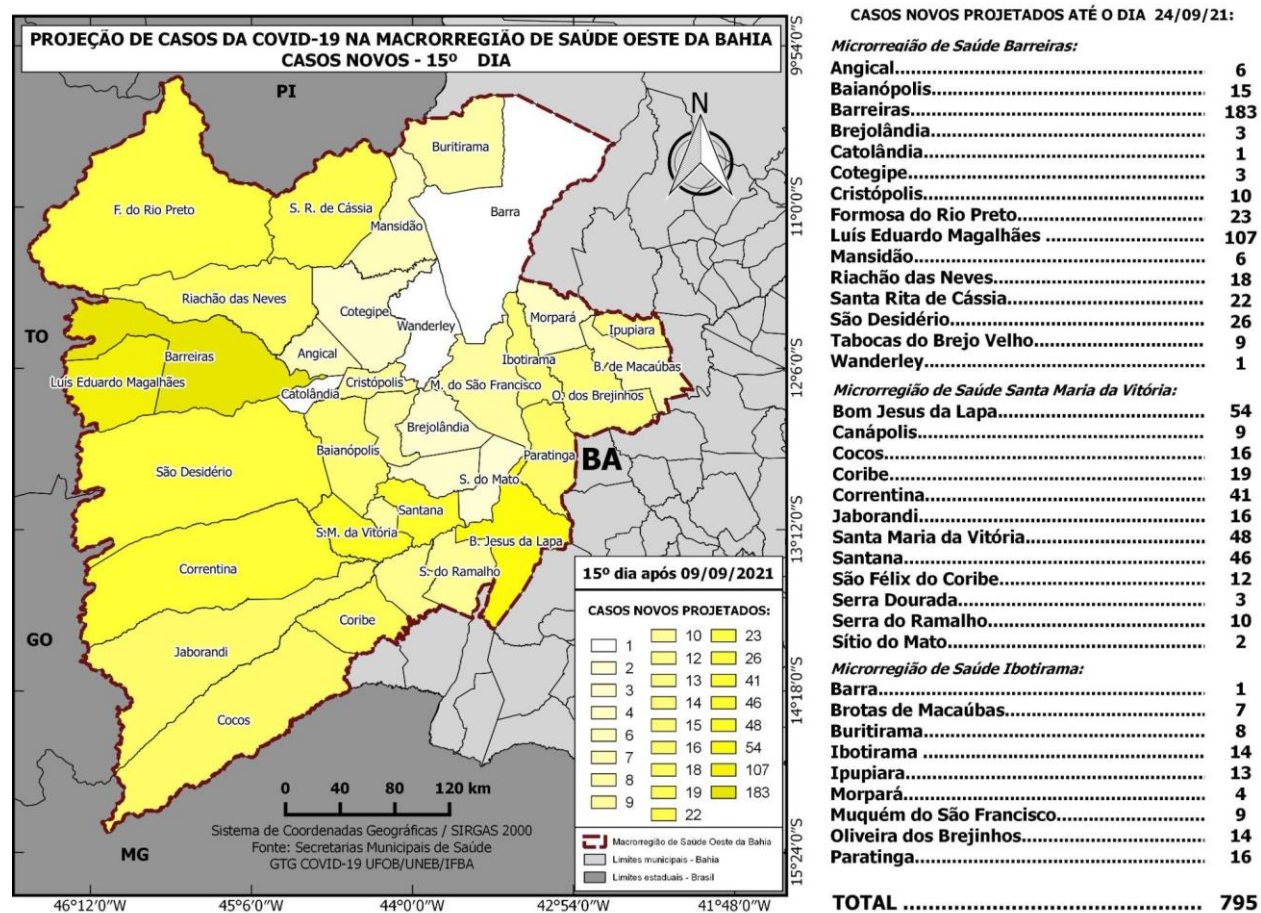 PROJEÇÃO DE CASOS DA COVID-19 NA MACRORREGIÃO DE SAÚDE OESTE DA BAHIA
CASOS NOVOS - 15º DIA
PI
N
Buritirama
Barra
F. do Rio Preto
S. R. de Cássia
Mansidão
Riachão das Neves
Cotegipe
Wanderley
Morpará
Ipupiara
TO
Barreiras
Angical
Ibotirama
B. de Macaúbas
Luís Eduardo Magalhães
Catolândia
Cristópolis
M. do São Francisco
O. dos Brejinhos
Brejolândia
Baianópolis
Paratinga
BA
São Desidério
S. do Mato
Santana
S.M. da Vitória
B. Jesus da Lapa
Correntina
S. do Ramalho
Coribe
GO
Jaborandi
Cocos
MG
0 40 80 120 km
Sistema de Coordenadas Geográficas / SIRGAS 2000
Fonte: Secretarias Municipais de Saúde
GTG COVID-19 UFOB/UNEB/IFBA
15º dia após 09/09/2021
CASOS NOVOS PROJETADOS:
1
2
3
4
6
7
8
9
10
12
13
14
15
16
18
19
22
23
26
41
46
48
54
107
183
Macrorregião de Saúde Oeste da Bahia
Limites municipais - Bahia
Limites estaduais - Brasil
46°12'0"W 45°6'0"W 44°0'0"W 42°54'0"W 41°48'0"W
9°54'0"S
11°0'0"S
12°6'0"S
13°12'0"S
14°18'0"S
15°24'0"S
CASOS NOVOS PROJETADOS ATÉ O DIA 24/09/21:
Microrregião de Saúde Barreiras:
Angical........ 6
Baianópolis........ 15
Barreiras........ 183
Brejolândia........ 3
Catolândia........ 1
Cotegipe........ 3
Cristópolis........ 10
Formosa do Rio Preto........ 23
Luís Eduardo Magalhães ........ 107
Mansidão........ 6
Riachão das Neves........ 18
Santa Rita de Cássia........ 22
São Desidério........ 26
Tabocas do Brejo Velho........ 9
Wanderley........ 1
Microrregião de Saúde Santa Maria da Vitória:
Bom Jesus da Lapa........ 54
Canápolis........ 9
Cocos........ 16
Coribe........ 19
Correntina........ 41
Jaborandi........ 16
Santa Maria da Vitória........ 48
Santana........ 46
São Félix do Coribe........ 12
Serra Dourada........ 3
Serra do Ramalho........ 10
Sítio do Mato........ 2
Microrregião de Saúde Ibotirama:
Barra........ 1
Brotas de Macaúbas........ 7
Buritirama........ 8
Ibotirama ........ 14
Ipupiara........ 13
Morpará........ 4
Muquém do São Francisco........ 9
Oliveira dos Brejinhos........ 14
Paratinga........ 16
TOTAL ........ 795